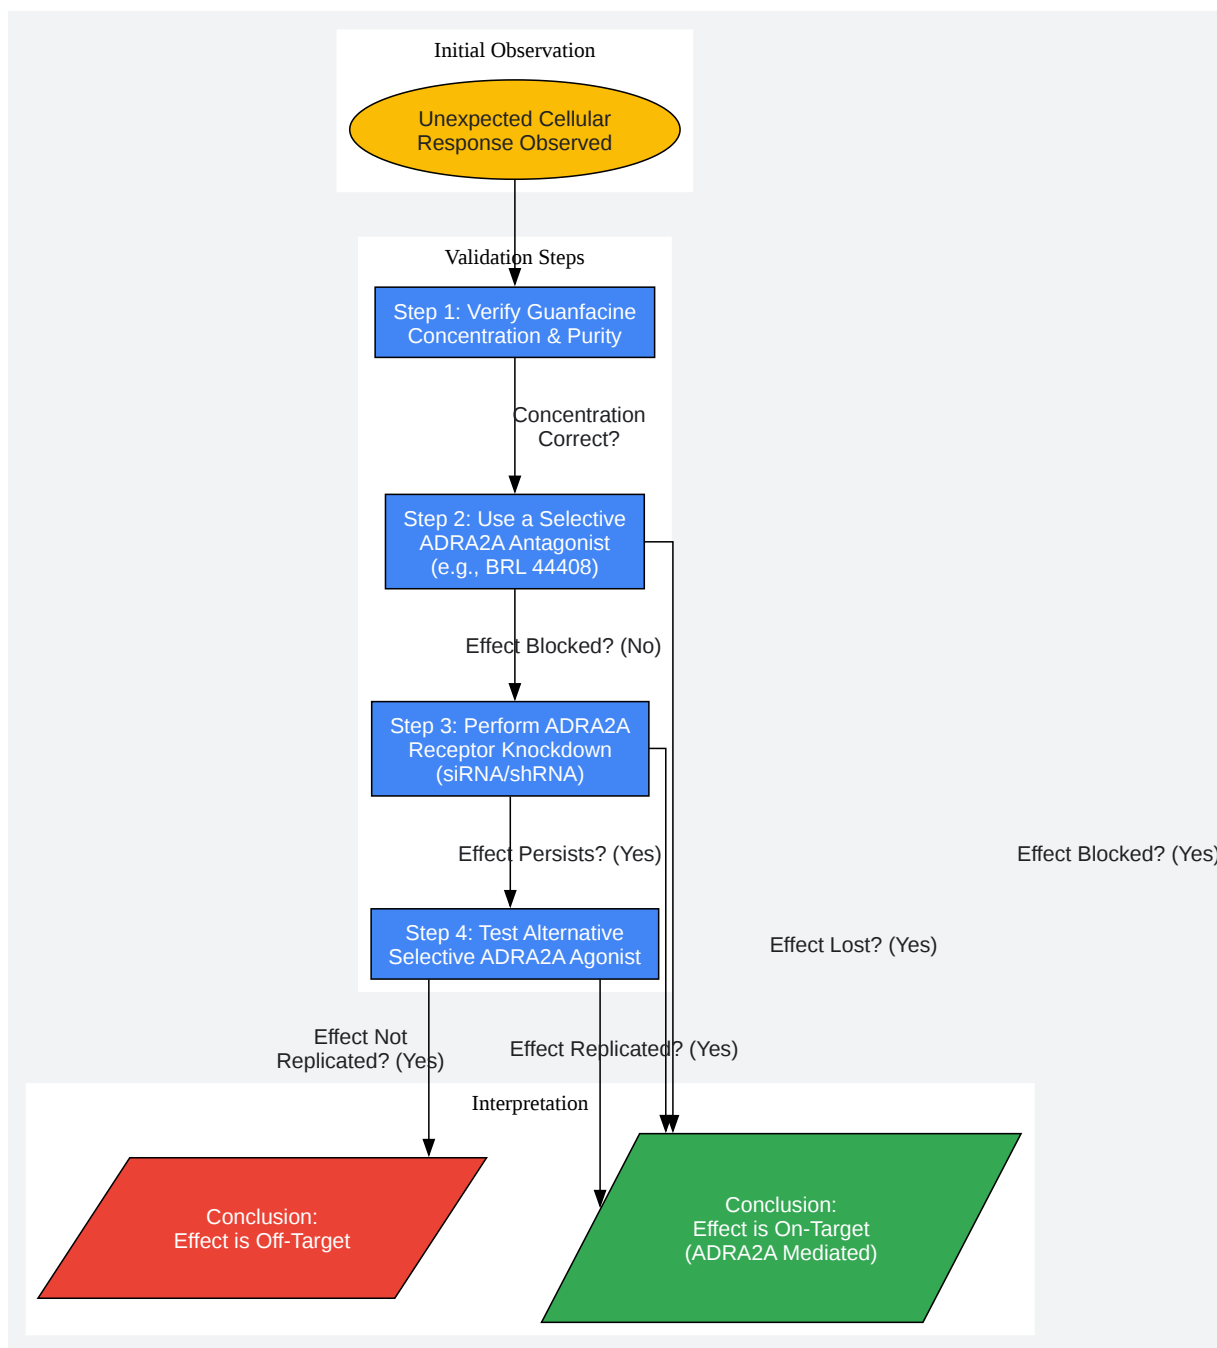 Initial Observation
Unexpected Cellular
Response Observed
Validation Steps
Step 1: Verify Guanfacine
Concentration & Purity
Concentration
Correct?
Step 2: Use a Selective
ADRA2A Antagonist
(e.g., BRL 44408)
Effect Blocked? (No)
Step 3: Perform ADRA2A
Receptor Knockdown
(siRNA/shRNA)
Effect Persists? (Yes)
Effect Blocked? (Yes)
Step 4: Test Alternative
Selective ADRA2A Agonist
Effect Lost? (Yes)
Effect Not
Replicated? (Yes)
Effect Replicated? (Yes)
Interpretation
Conclusion:
Effect is Off-Target
Conclusion:
Effect is On-Target
(ADRA2A Mediated)